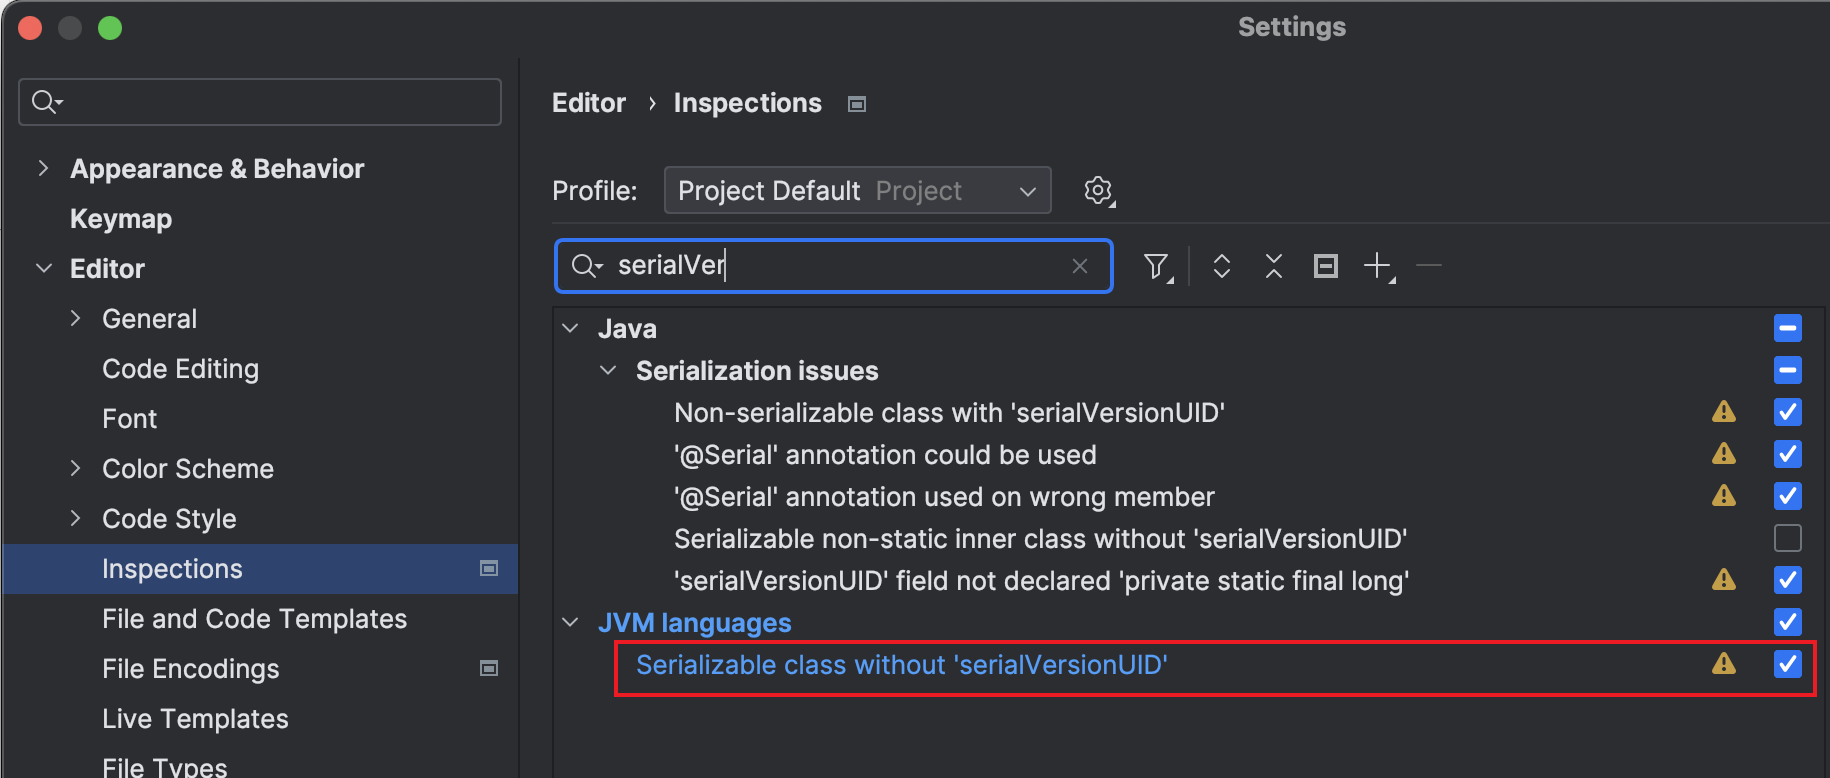 Settings
Appearance & Behavior
Keymap
Editor
General
Code Editing
Font
Color Scheme
Code Style
Inspections
File and Code Templates
File Encodings
Live Templates
File Types
Editor › Inspections
Profile: Project Default Project
serialVer
Java
Serialization issues
Non-serializable class with 'serialVersionUID'
'@Serial' annotation could be used
'@Serial' annotation used on wrong member
Serializable non-static inner class without 'serialVersionUID'
'serialVersionUID' field not declared 'private static final long'
JVM languages
Serializable class without 'serialVersionUID'